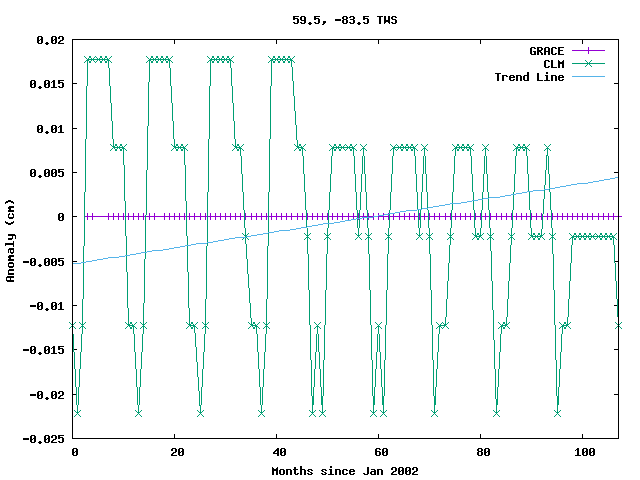 59.5, -83.5 TWS
GRACE
CLM
Trend Line
0.02
0.015
0.01
0.005
0
-0.005
-0.01
-0.015
-0.02
-0.025
Anomaly (cm)
0 20 40 60 80 100
Months since Jan 2002